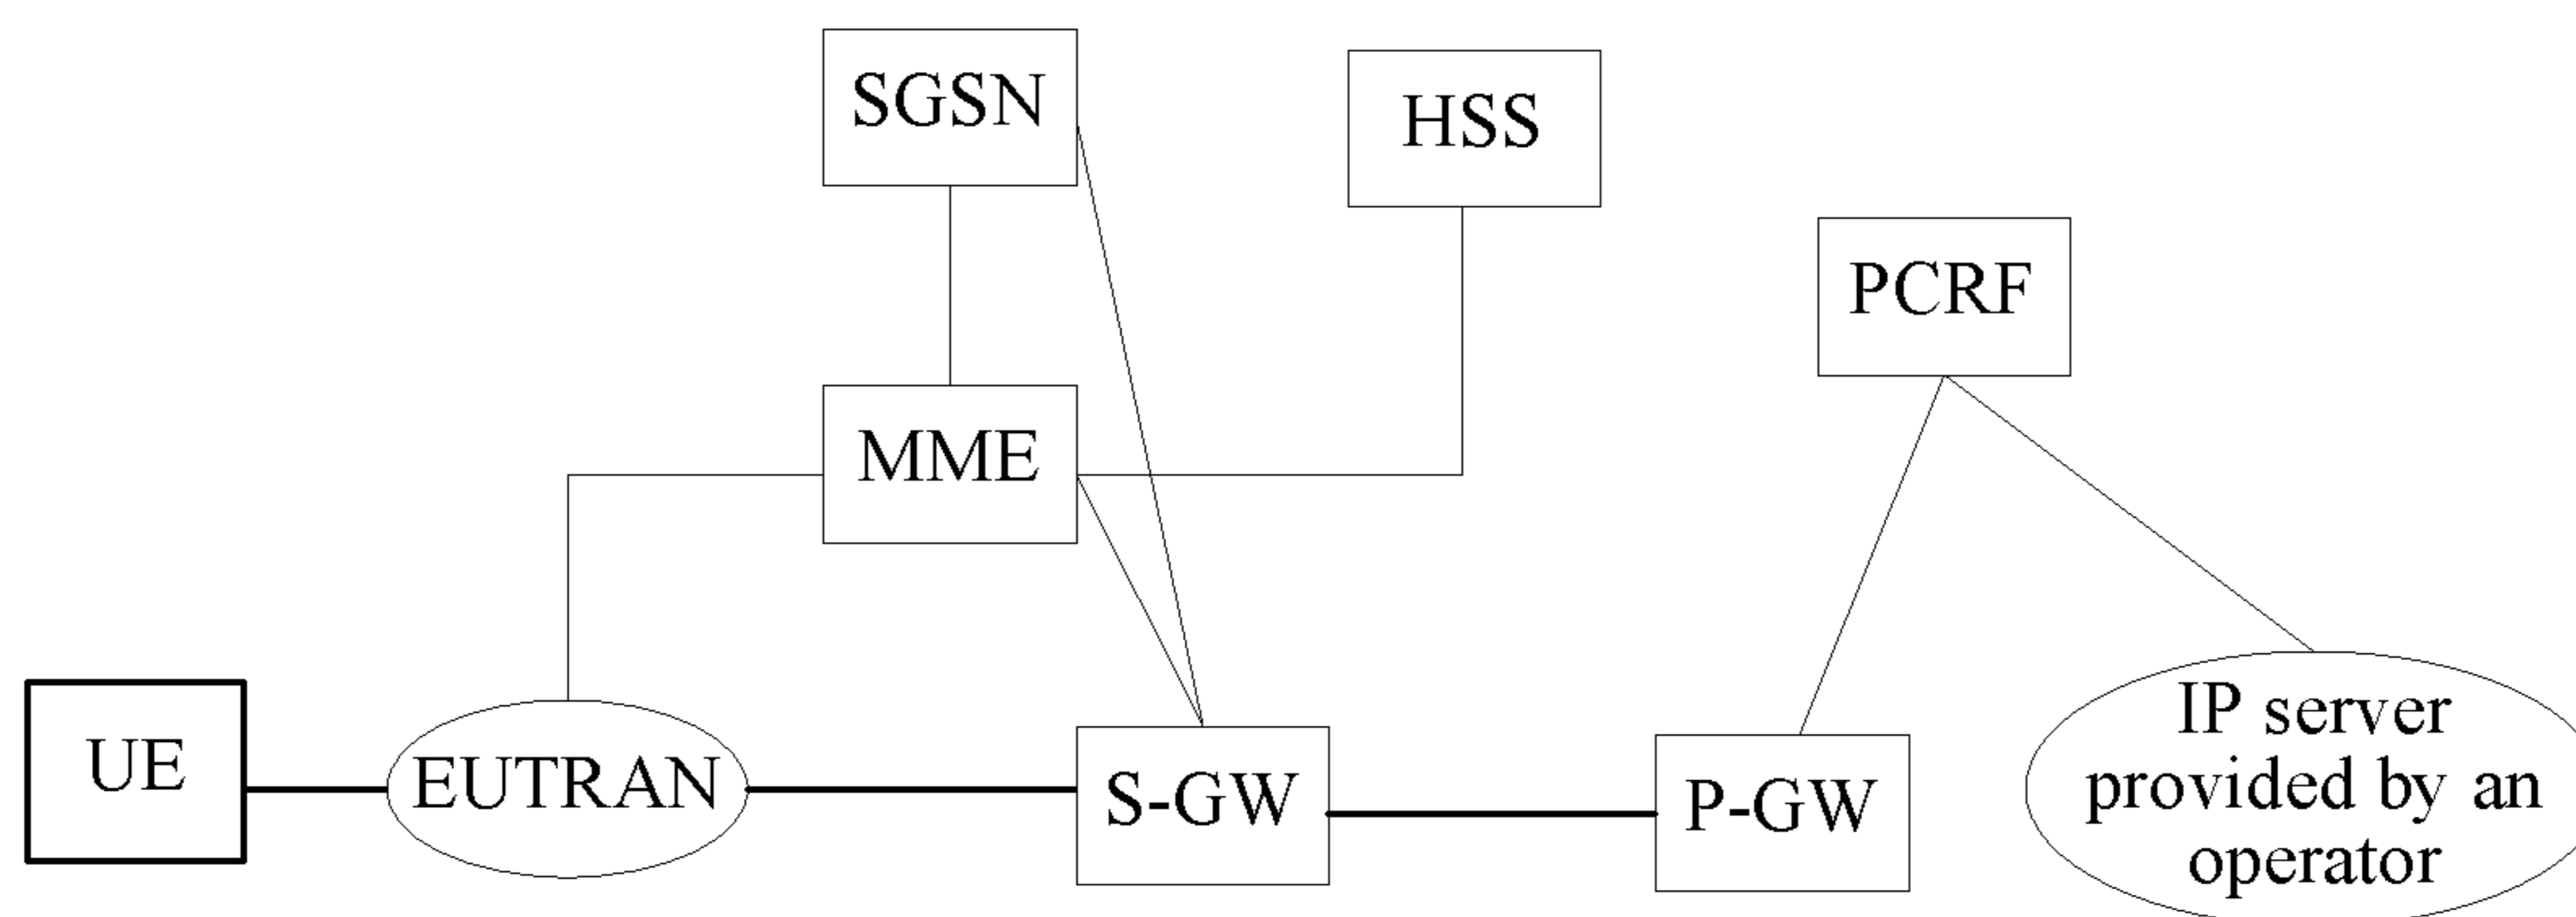 SGSN
HSS
PCRF
MME
UE
EUTRAN
S-GW
P-GW
IP server
provided by an
operator